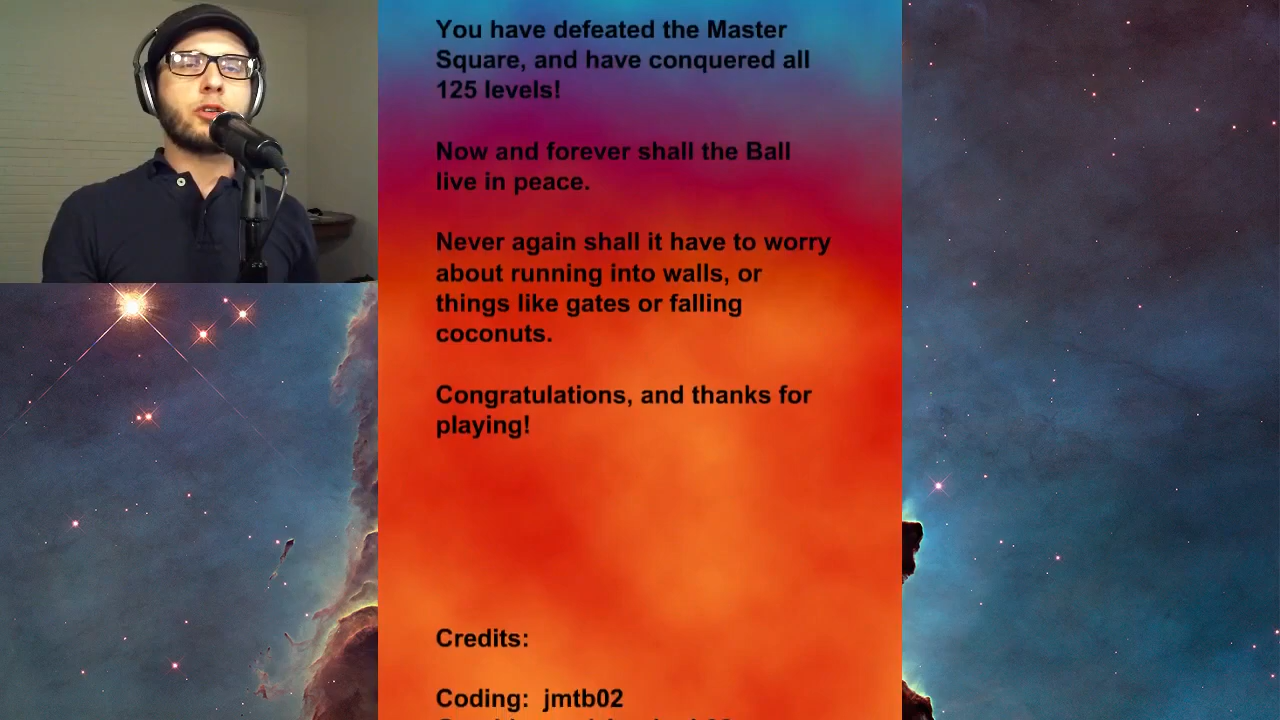 You have defeated the Master
Square, and have conquered all
125 levels!
Now and forever shall the Ball
live in peace.
Never again shall it have to worry
about running into walls, or
things like gates or falling
coconuts.
Congratulations, and thanks for
playing!
Credits:
Coding:  jmtb02